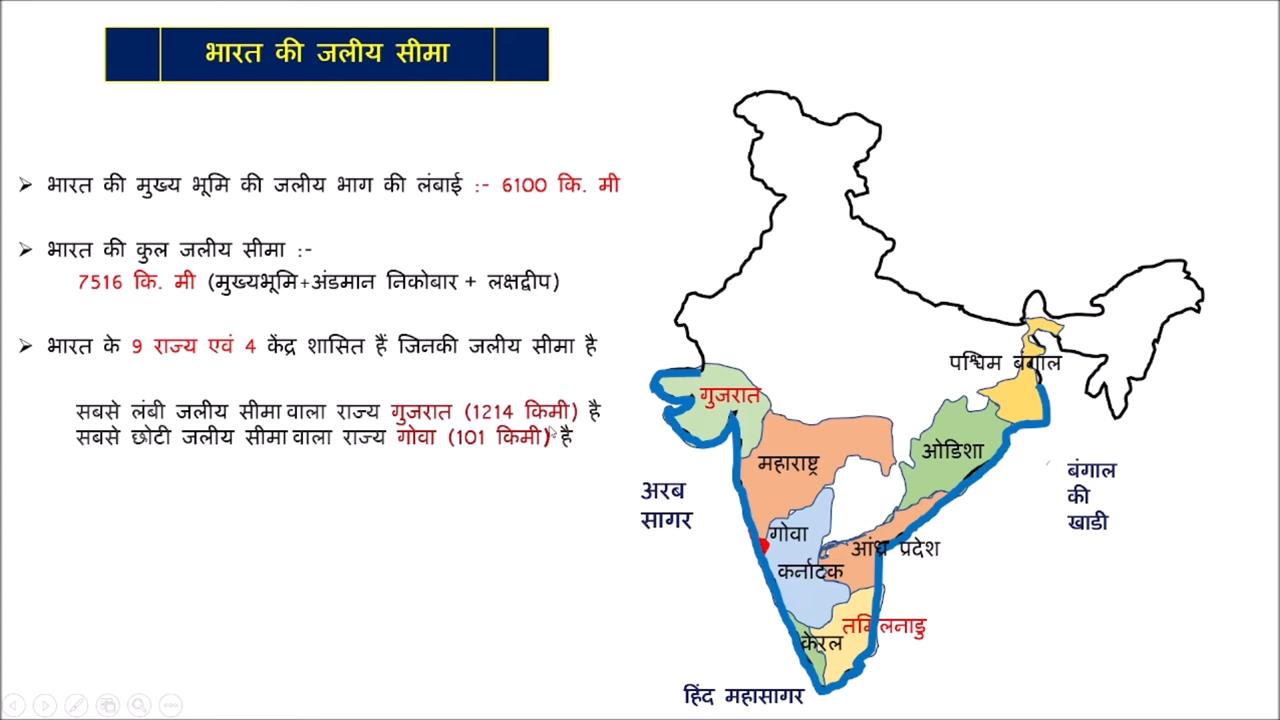 भारत की जलीय सीमा
➢ भारत की मुख्य भूमि की जलीय भाग की लंबाई :- 6100 कि. मी
➢ भारत की कुल जलीय सीमा :-
7516 कि. मी (मुख्यभूमि+अंडमान निकोबार + लक्षद्वीप)
➢ भारत के 9 राज्य एवं 4 केंद्र शासित हैं जिनकी जलीय सीमा है
सबसे लंबी जलीय सीमा वाला राज्य गुजरात (1214 किमी) है
सबसे छोटी जलीय सीमा वाला राज्य गोवा (101 किमी) है
पश्चिम बंगाल
गुजरात
महाराष्ट्र
ओडिशा
अरब
सागर
बंगाल
की
खाडी
गोवा
आंध्र प्रदेश
कर्नाटक
तमिलनाडु
केरल
हिंद महासागर